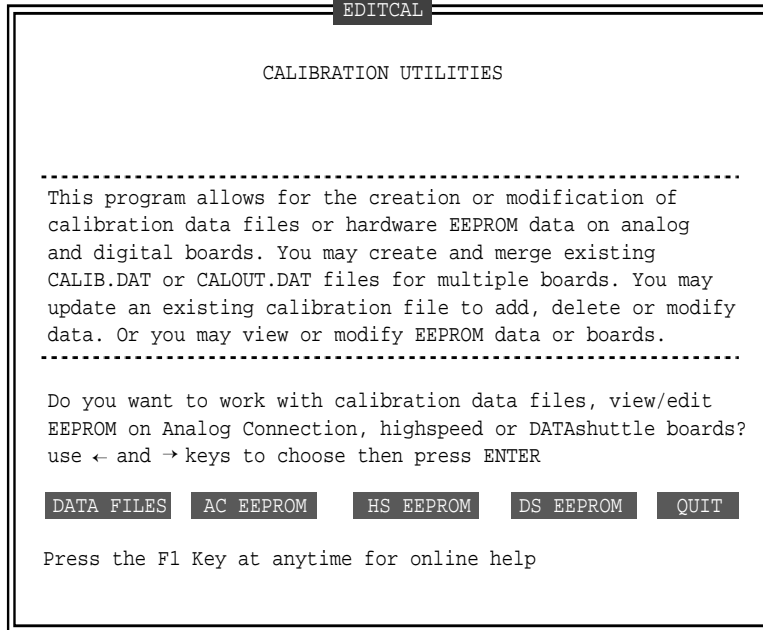 EDITCAL
CALIBRATION UTILITIES
This program allows for the creation or modification of
calibration data files or hardware EEPROM data on analog
and digital boards. You may create and merge existing
CALIB.DAT or CALOUT.DAT files for multiple boards. You may
update an existing calibration file to add, delete or modify
data. Or you may view or modify EEPROM data or boards.
Do you want to work with calibration data files, view/edit
EEPROM on Analog Connection, highspeed or DATAshuttle boards?
use ← and → keys to choose then press ENTER
DATA FILES AC EEPROM HS EEPROM DS EEPROM QUIT
Press the F1 Key at anytime for online help